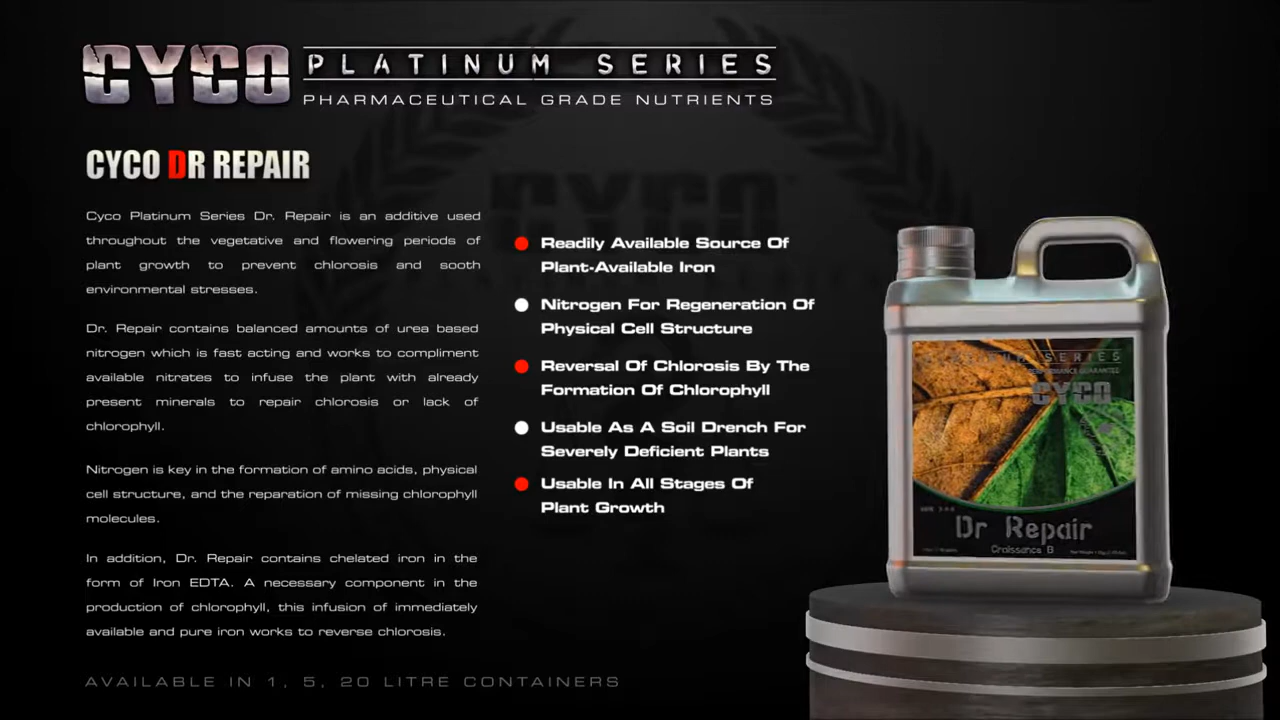 CYCO PLATINUM SERIES
PHARMACEUTICAL GRADE NUTRIENTS
CYCO DR REPAIR
Cyco Platinum Series Dr. Repair is an additive used
throughout the vegetative and flowering periods of
plant growth to prevent chlorosis and sooth
environmental stresses.
Dr. Repair contains balanced amounts of urea based
nitrogen which is fast acting and works to compliment
available nitrates to infuse the plant with already
present minerals to repair chlorosis or lack of
chlorophyll.
Nitrogen is key in the formation of amino acids, physical
cell structure, and the reparation of missing chlorophyll
molecules.
In addition, Dr. Repair contains chelated iron in the
form of Iron EDTA. A necessary component in the
production of chlorophyll, this infusion of immediately
available and pure iron works to reverse chlorosis.
AVAILABLE IN 1, 5, 20 LITRE CONTAINERS
Readily Available Source Of
Plant-Available Iron
Nitrogen For Regeneration Of
Physical Cell Structure
Reversal Of Chlorosis By The
Formation Of Chlorophyll
Usable As A Soil Drench For
Severely Deficient Plants
Usable In All Stages Of
Plant Growth
CYCO
SERIES
CYCO
Dr Repair
Croissance B